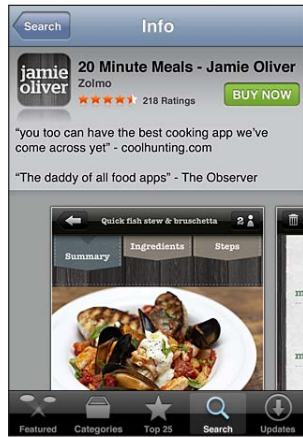 Search
Info
jamie
oliver
20 Minute Meals - Jamie Oliver
Zolmo
218 Ratings
BUY NOW
"you too can have the best cooking app we've
come across yet" - coolhunting.com
"The daddy of all food apps" - The Observer
Quick fish stew & bruschetta
2
Summary
Ingredients
Steps
Featured
Categories
Top 25
Search
Updates